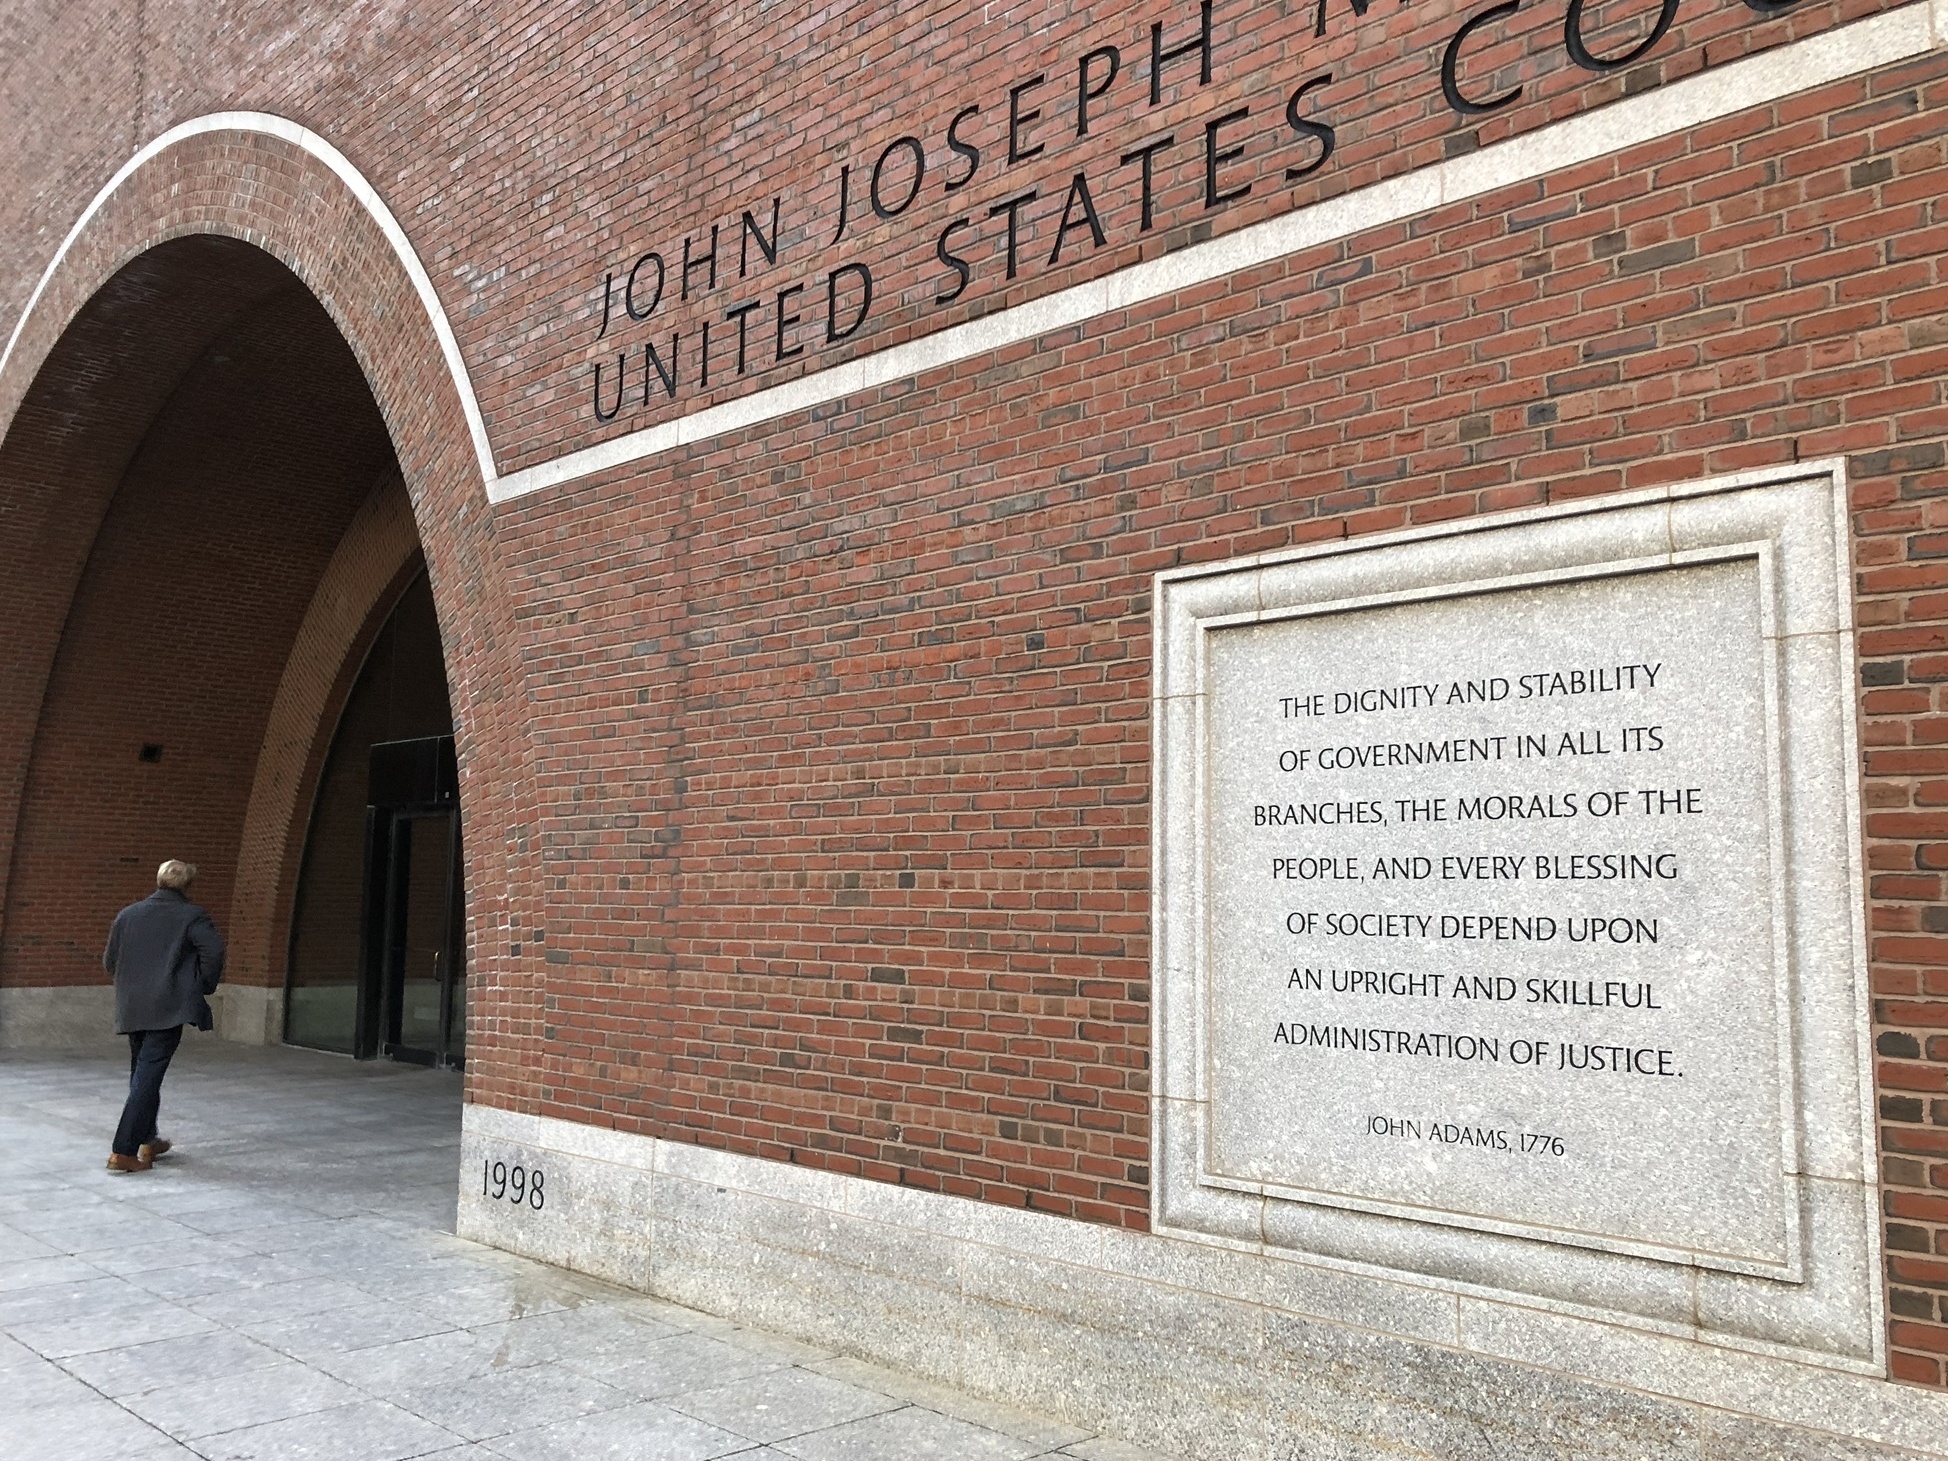 JOHN JOSEPH M
UNITED STATES COU
THE DIGNITY AND STABILITY
OF GOVERNMENT IN ALL ITS
BRANCHES, THE MORALS OF THE
PEOPLE, AND EVERY BLESSING
OF SOCIETY DEPEND UPON
AN UPRIGHT AND SKILLFUL
ADMINISTRATION OF JUSTICE.
JOHN ADAMS, 1776
1998